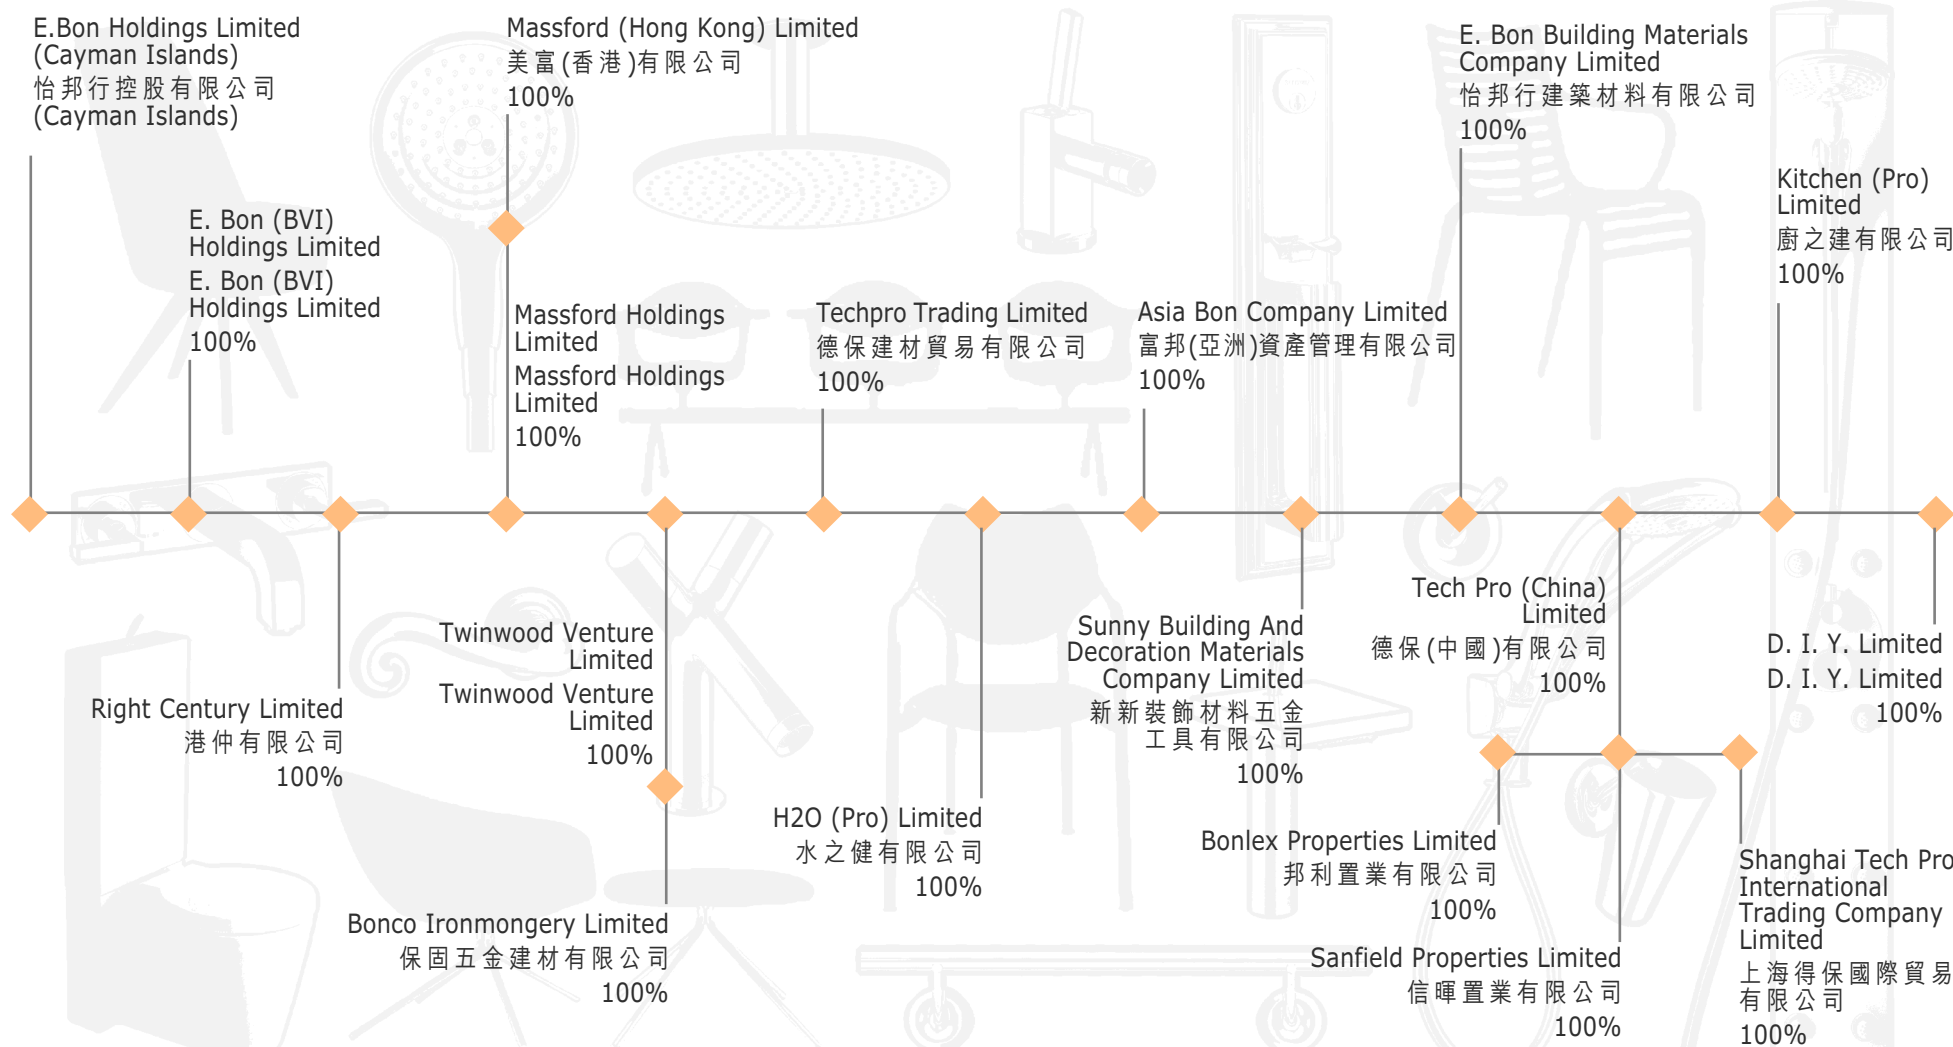 E.Bon Holdings Limited
(Cayman Islands)
怡邦行控股有限公司
(Cayman Islands)
E. Bon (BVI)
Holdings Limited
E. Bon (BVI)
Holdings Limited
100%
Massford (Hong Kong) Limited
美富(香港)有限公司
100%
Massford Holdings
Limited
Massford Holdings
Limited
100%
Techpro Trading Limited
德保建材貿易有限公司
100%
Asia Bon Company Limited
富邦(亞洲)資產管理有限公司
100%
E. Bon Building Materials
Company Limited
怡邦行建築材料有限公司
100%
Kitchen (Pro)
Limited
廚之建有限公司
100%
Right Century Limited
港仲有限公司
100%
Twinwood Venture
Limited
Twinwood Venture
Limited
100%
Bonco Ironmongery Limited
保固五金建材有限公司
100%
H2O (Pro) Limited
水之健有限公司
100%
Sunny Building And
Decoration Materials
Company Limited
新新裝飾材料五金
工具有限公司
100%
Tech Pro (China)
Limited
德保(中國)有限公司
100%
Bonlex Properties Limited
邦利置業有限公司
100%
Sanfield Properties Limited
信暉置業有限公司
100%
D. I. Y. Limited
D. I. Y. Limited
100%
Shanghai Tech Pro
International
Trading Company
Limited
上海得保國際貿易
有限公司
100%